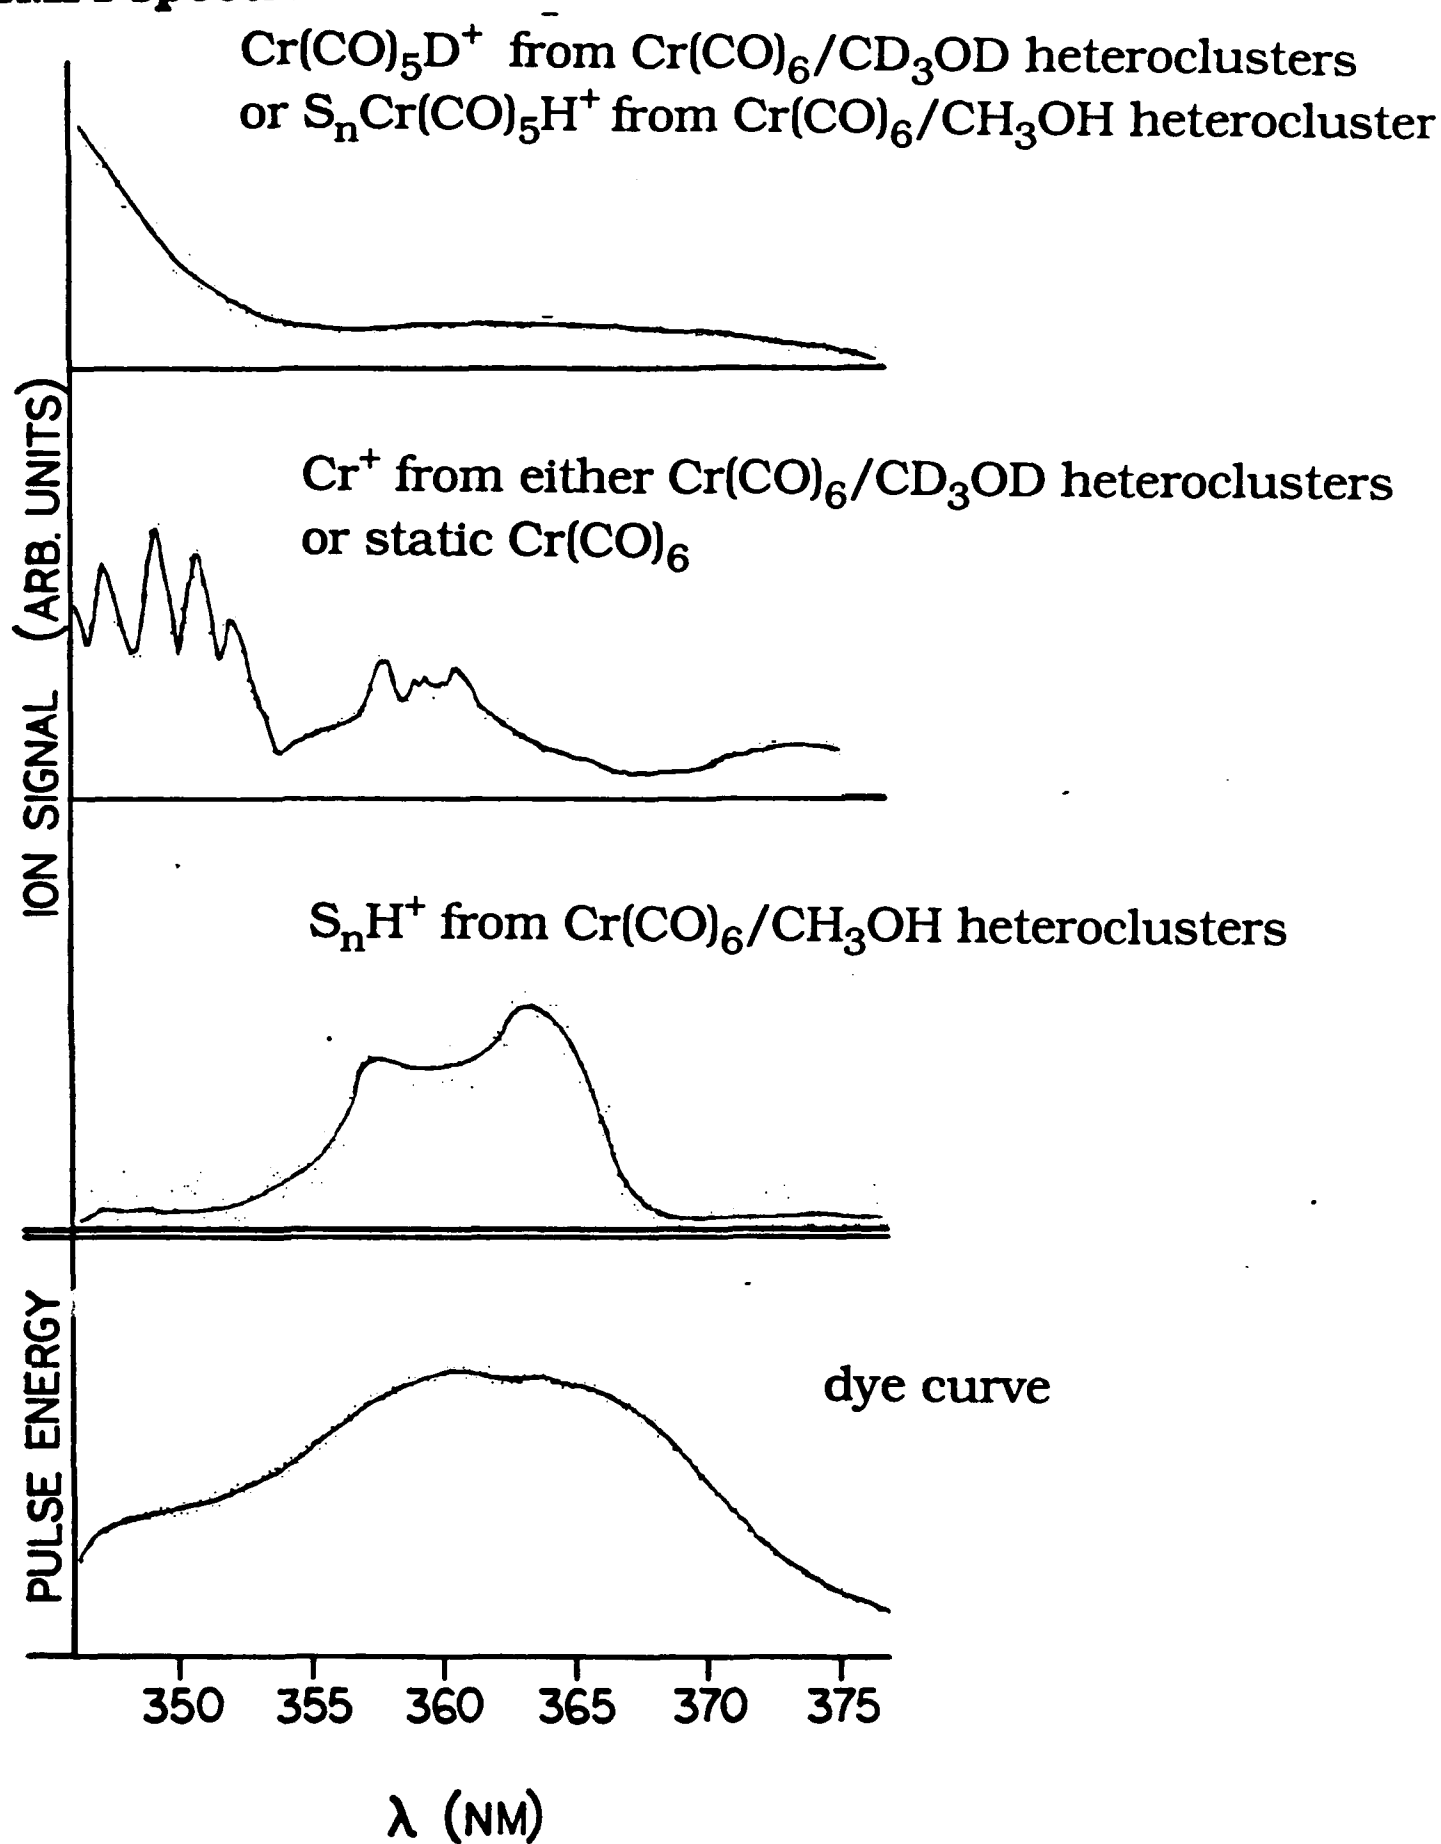 Cr(CO)₅D⁺ from Cr(CO)₆/CD₃OD heteroclusters
or SₙCr(CO)₅H⁺ from Cr(CO)₆/CH₃OH heterocluster
Cr⁺ from either Cr(CO)₆/CD₃OD heteroclusters
or static Cr(CO)₆
ION SIGNAL (ARB. UNITS)
SₙH⁺ from Cr(CO)₆/CH₃OH heteroclusters
PULSE ENERGY
dye curve
350 355 360 365 370 375
λ (NM)